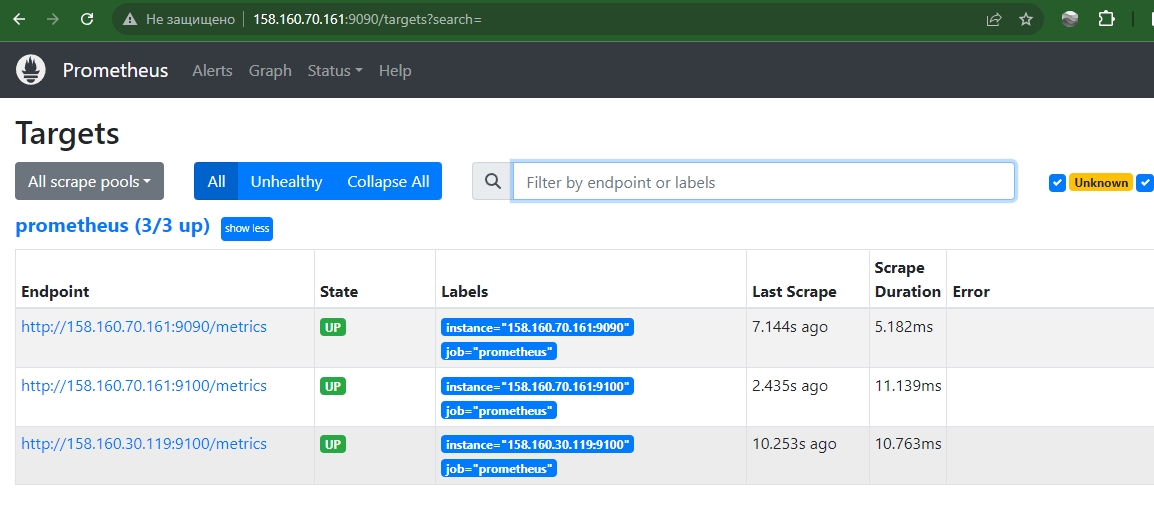 Не защищено 158.160.70.161:9090/targets?search=
Prometheus Alerts Graph Status Help
Targets
All scrape pools All Unhealthy Collapse All Filter by endpoint or labels Unknown
prometheus (3/3 up) show less
Endpoint State Labels Last Scrape Scrape Duration Error
http://158.160.70.161:9090/metrics UP instance="158.160.70.161:9090" 7.144s ago 5.182ms
job="prometheus"
http://158.160.70.161:9100/metrics UP instance="158.160.70.161:9100" 2.435s ago 11.139ms
job="prometheus"
http://158.160.30.119:9100/metrics UP instance="158.160.30.119:9100" 10.253s ago 10.763ms
job="prometheus"